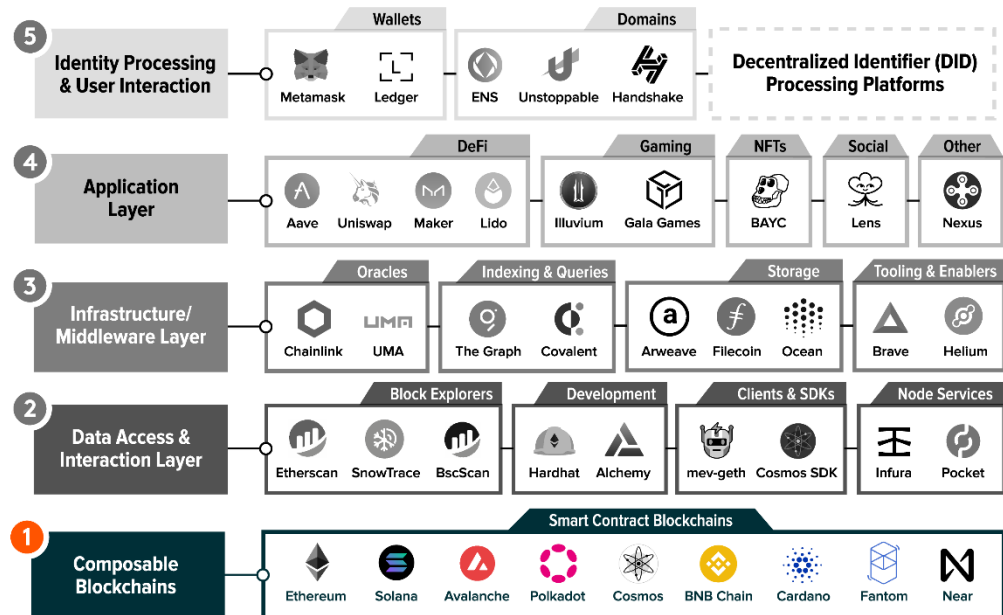 5
Identity Processing
& User Interaction
Wallets
Metamask
Ledger
Domains
ENS
Unstoppable
Handshake
Decentralized Identifier (DID)
Processing Platforms
4
Application
Layer
DeFi
Aave
Uniswap
Maker
Lido
Gaming
Illuvium
Gala Games
NFTs
BAYC
Social
Lens
Other
Nexus
3
Infrastructure/
Middleware Layer
Oracles
Chainlink
UMA
UMA
Indexing & Queries
The Graph
Covalent
Storage
a
Arweave
Filecoin
Ocean
Tooling & Enablers
Brave
Helium
2
Data Access &
Interaction Layer
Block Explorers
Etherscan
SnowTrace
BscScan
Development
Hardhat
Alchemy
Clients & SDKs
mev-geth
Cosmos SDK
Node Services
Infura
Pocket
1
Composable
Blockchains
Smart Contract Blockchains
Ethereum
Solana
Avalanche
Polkadot
Cosmos
BNB Chain
Cardano
Fantom
Near